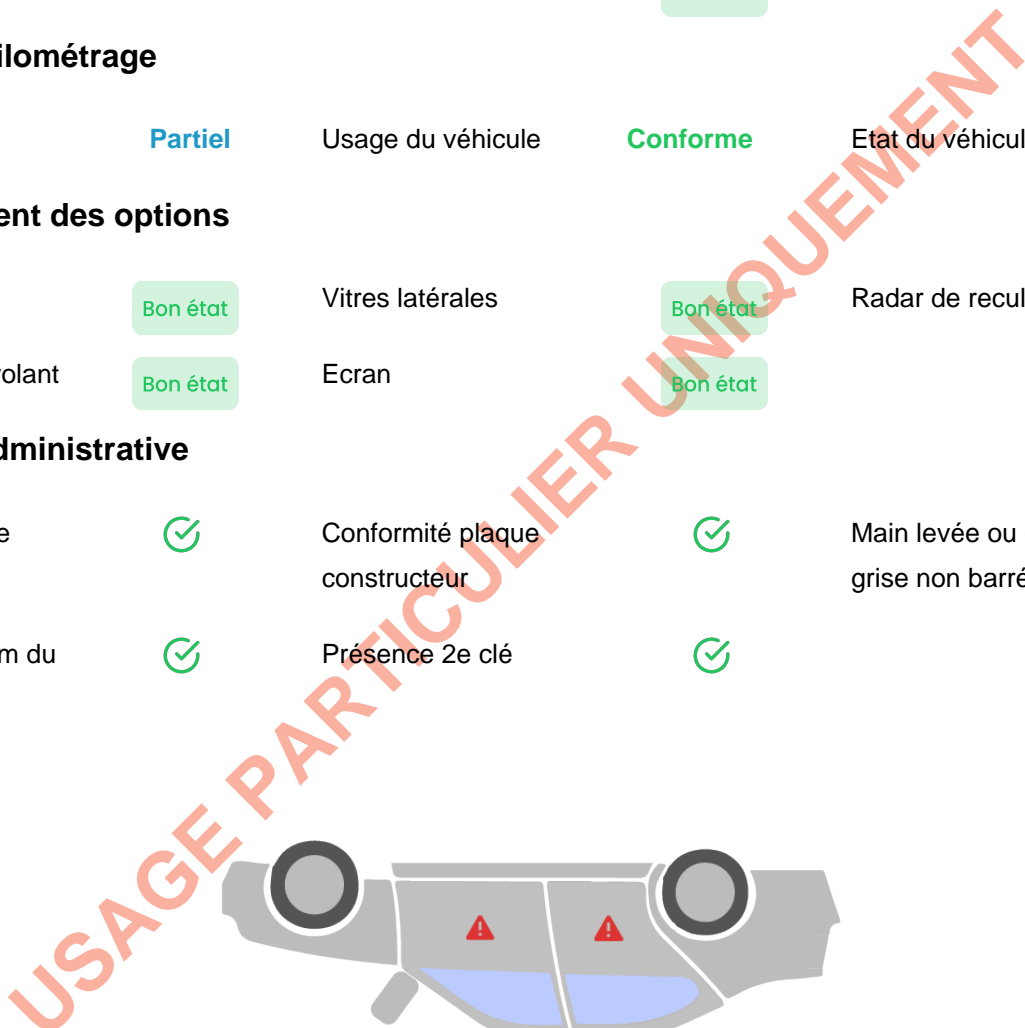 ilométrage
Partiel Usage du véhicule Conforme Etat du véhicul
ent des options
Bon état Vitres latérales Bon état Radar de recul
olant Bon état Ecran Bon état
dministrative
e Conformité plaque Main levée ou
constructeur grise non barré
m du Présence 2e clé
USAGE PARTICULIER UNIQUEMENT